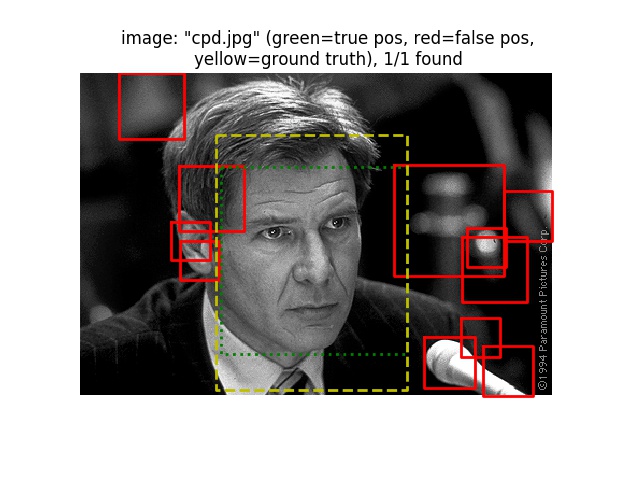 image: "cpd.jpg" (green=true pos, red=false pos,
yellow=ground truth), 1/1 found
©1994 Paramount Pictures Corp.